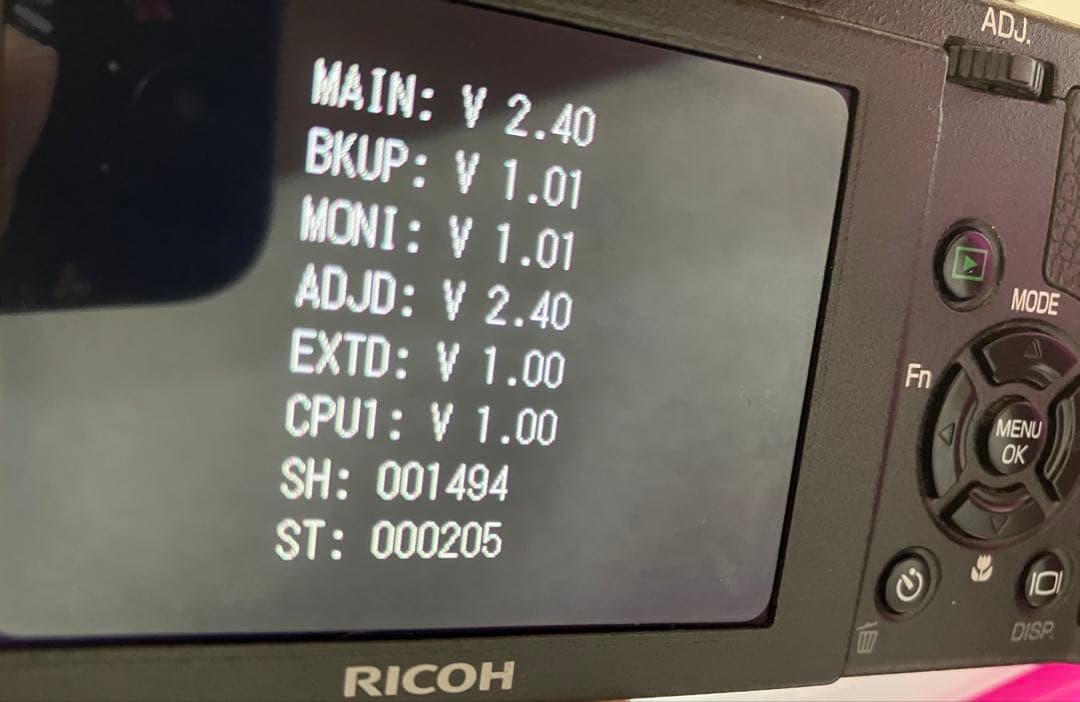 MAIN: V 2.40
BKUP: V 1.01
MONI: V 1.01
ADJD: V 2.40
EXTD: V 1.00
CPU1: V 1.00
SH: 001494
ST: 000205
RICOH
ADJ.
MODE
Fn
MENU
OK
DISP.